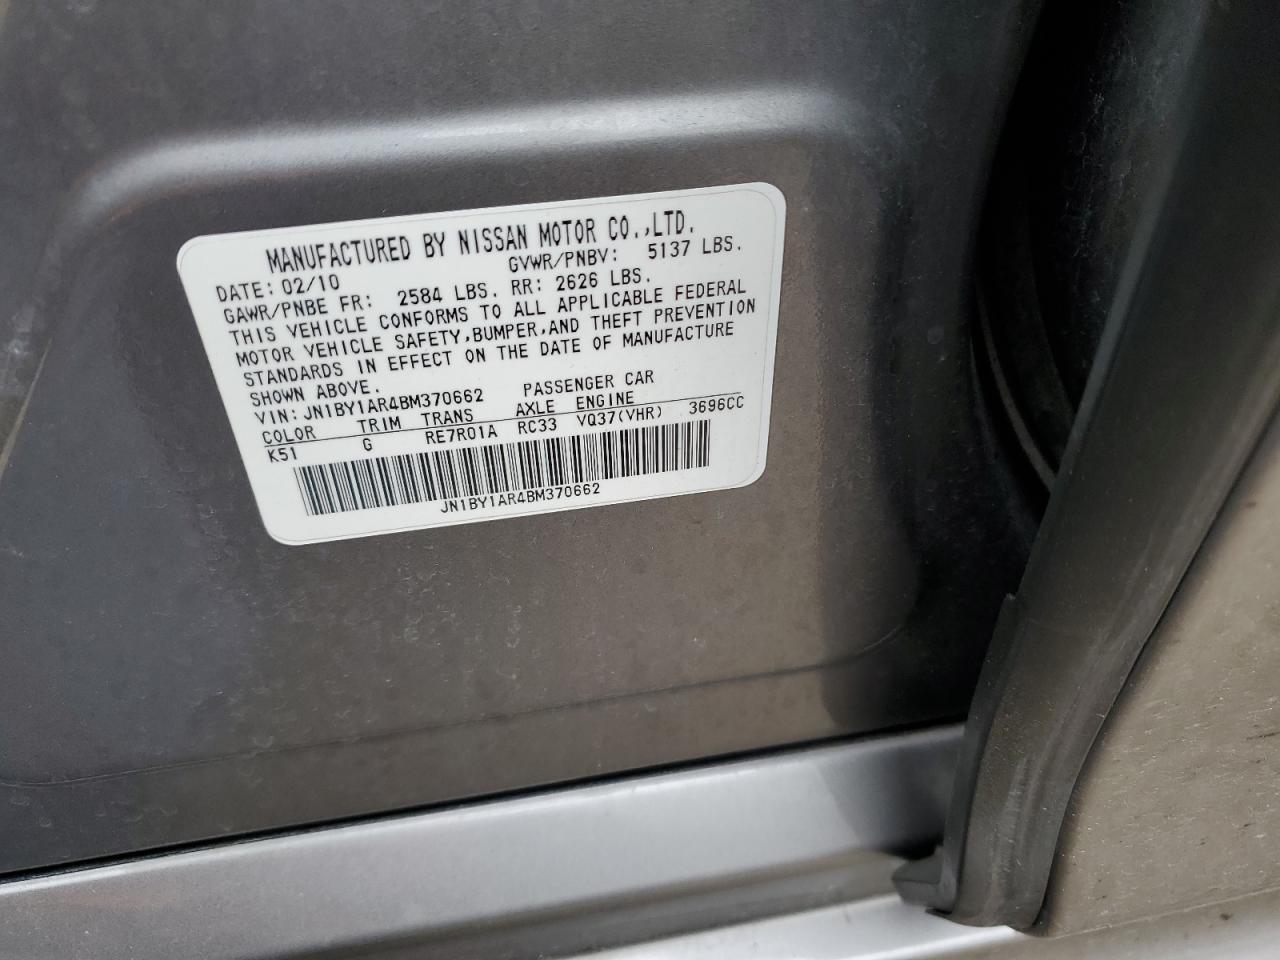 MANUFACTURED BY NISSAN MOTOR CO.,LTD.
DATE: 02/10 GVWR/PNBV: 5137 LBS.
GAWR/PNBE FR: 2584 LBS. RR: 2626 LBS.
THIS VEHICLE CONFORMS TO ALL APPLICABLE FEDERAL
MOTOR VEHICLE SAFETY,BUMPER,AND THEFT PREVENTION
STANDARDS IN EFFECT ON THE DATE OF MANUFACTURE
SHOWN ABOVE.
VIN: JN1BY1AR4BM370662 PASSENGER CAR
COLOR TRIM TRANS AXLE ENGINE
K51 G RE7R01A RC33 VQ37(VHR) 3696CC
JN1BY1AR4BM370662